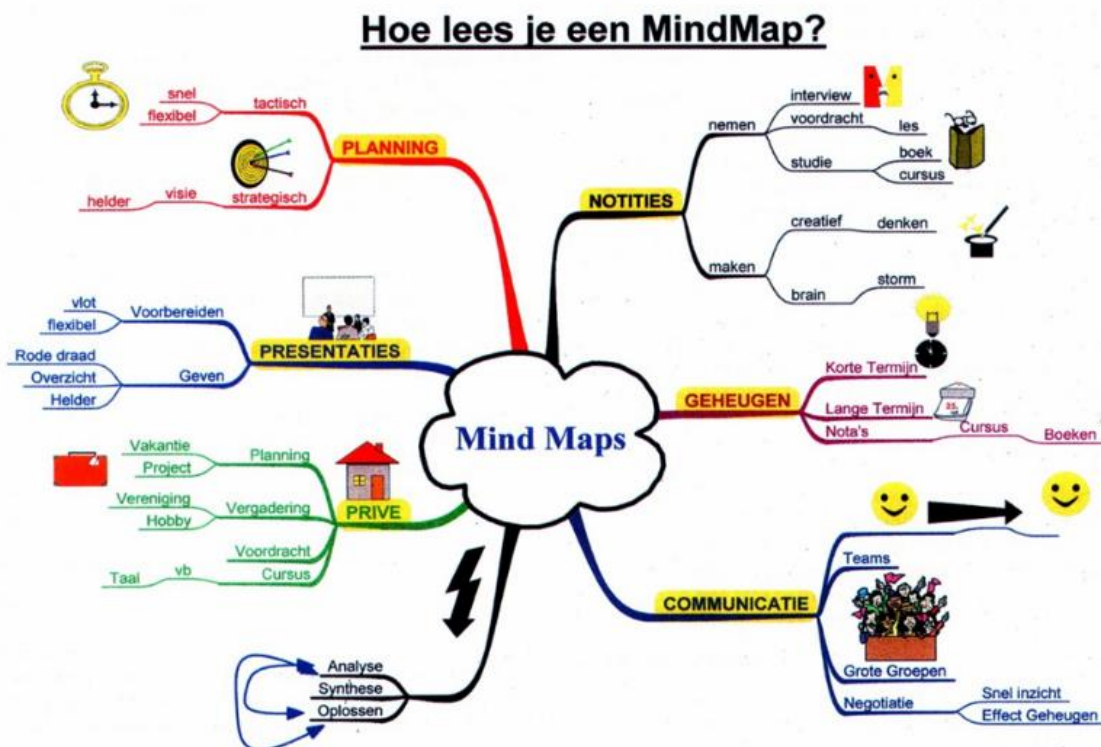 Hoe lees je een MindMap?
Mind Maps
NOTITIES
nemen
interview
voordracht
les
studie
boek
cursus
maken
creatief
denken
brain
storm
GEHEUGEN
Korte Termijn
Lange Termijn
Nota's
Cursus
Boeken
COMMUNICATIE
Teams
Grote Groepen
Negotiatie
Snel inzicht
Effect Geheugen
Analyse
Synthese
Oplossen
PRIVE
Planning
Vakantie
Project
Vergadering
Vereniging
Hobby
Voordracht
Cursus
vb
Taal
PRESENTATIES
Voorbereiden
vlot
flexibel
Geven
Rode draad
Overzicht
Helder
PLANNING
tactisch
snel
flexibel
strategisch
visie
helder